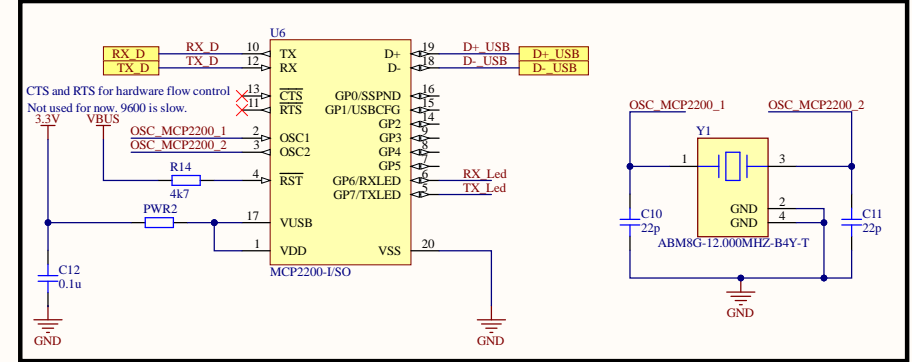 U6
RX_D
TX_D
RX_D
TX_D
10
12
TX
RX
D+
D-
19
18
D+_USB
D-_USB
D+_USB
D-_USB
CTS and RTS for hardware flow control
Not used for now. 9600 is slow.
13
11
CTS
RTS
GP0/SSPND
GP1/USBCFG
GP2
GP3
GP4
GP5
GP6/RXLED
GP7/TXLED
16
15
14
9
8
7
6
5
RX_Led
TX_Led
3.3V
VBUS
OSC_MCP2200_1
OSC_MCP2200_2
2
3
OSC1
OSC2
R14
4k7
4
RST
PWR2
17
VUSB
1
VDD
VSS
20
MCP2200-I/SO
C12
0.1u
GND
GND
OSC_MCP2200_1
OSC_MCP2200_2
Y1
1
3
GND
GND
2
4
C10
22p
C11
22p
ABM8G-12.000MHZ-B4Y-T
GND